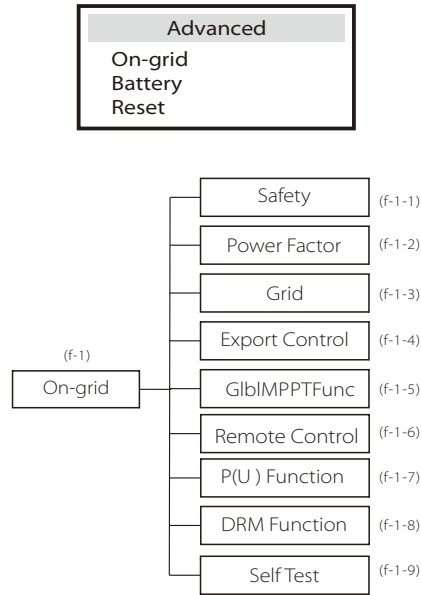 Advanced
On-grid
Battery
Reset
Safety (f-1-1)
Power Factor (f-1-2)
Grid (f-1-3)
Export Control (f-1-4)
(f-1)
On-grid
GlblMPPTFunc (f-1-5)
Remote Control (f-1-6)
P(U ) Function (f-1-7)
DRM Function (f-1-8)
Self Test (f-1-9)